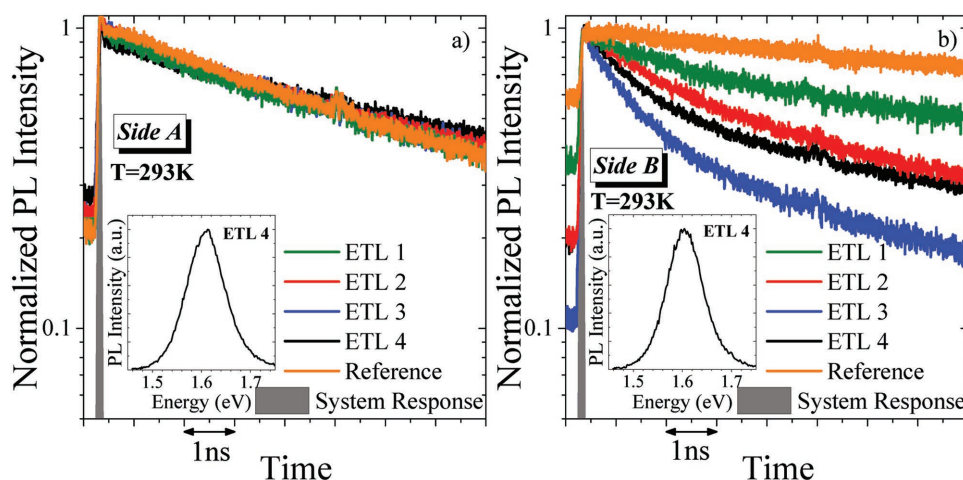 a)
Normalized PL Intensity
1
0.1
Side A
T=293K
PL Intensity (a.u.)
ETL 4
1.5 1.6 1.7
Energy (eV)
ETL 1
ETL 2
ETL 3
ETL 4
Reference
System Response
1ns
Time
b)
Normalized PL Intensity
1
0.1
Side B
T=293K
PL Intensity (a.u.)
ETL 4
1.5 1.6 1.7
Energy (eV)
ETL 1
ETL 2
ETL 3
ETL 4
Reference
System Response
1ns
Time